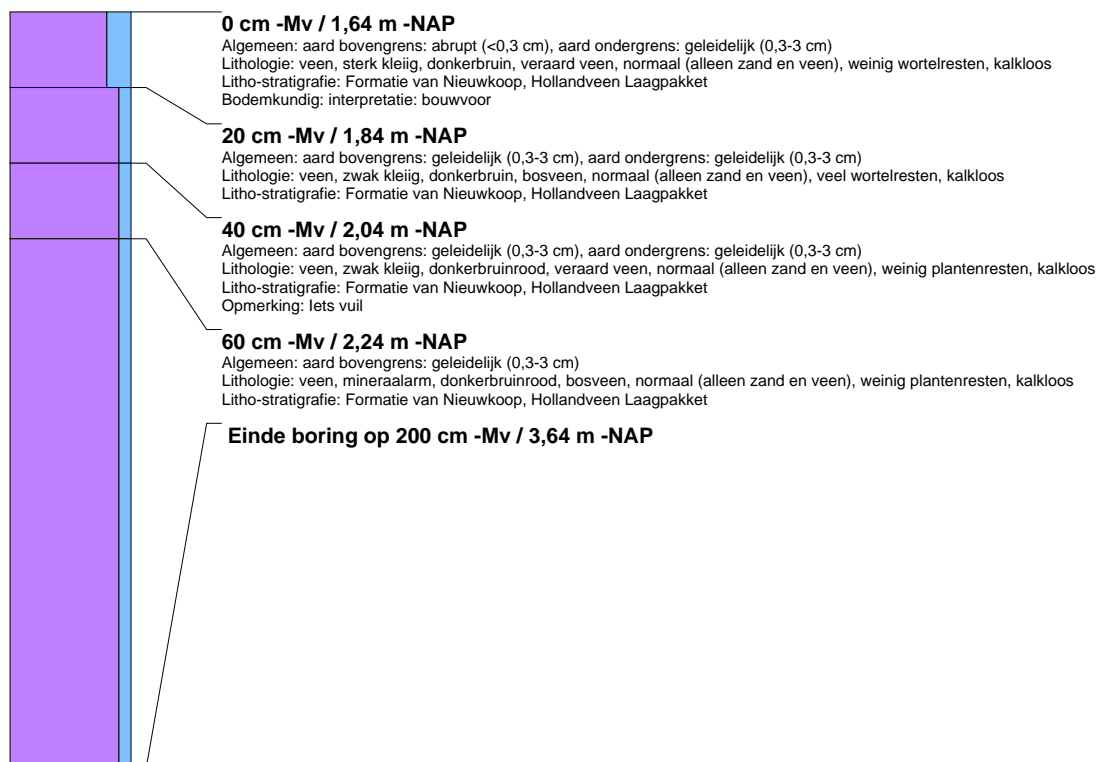 0 cm -Mv / 1,64 m -NAP
Algemeen: aard bovengrens: abrupt (<0,3 cm), aard ondergrens: geleidelijk (0,3-3 cm)
Lithologie: veen, sterk kleiig, donkerbruin, veraard veen, normaal (alleen zand en veen), weinig wortelresten, kalkloos
Litho-stratigrafie: Formatie van Nieuwkoop, Hollandveen Laagpakket
Bodemkundig: interpretatie: bouwvoor
20 cm -Mv / 1,84 m -NAP
Algemeen: aard bovengrens: geleidelijk (0,3-3 cm), aard ondergrens: geleidelijk (0,3-3 cm)
Lithologie: veen, zwak kleiig, donkerbruin, bosveen, normaal (alleen zand en veen), veel wortelresten, kalkloos
Litho-stratigrafie: Formatie van Nieuwkoop, Hollandveen Laagpakket
40 cm -Mv / 2,04 m -NAP
Algemeen: aard bovengrens: geleidelijk (0,3-3 cm), aard ondergrens: geleidelijk (0,3-3 cm)
Lithologie: veen, zwak kleiig, donkerbruinrood, veraard veen, normaal (alleen zand en veen), weinig plantenresten, kalkloos
Litho-stratigrafie: Formatie van Nieuwkoop, Hollandveen Laagpakket
Opmerking: Iets vuil
60 cm -Mv / 2,24 m -NAP
Algemeen: aard bovengrens: geleidelijk (0,3-3 cm)
Lithologie: veen, mineraalarm, donkerbruinrood, bosveen, normaal (alleen zand en veen), weinig plantenresten, kalkloos
Litho-stratigrafie: Formatie van Nieuwkoop, Hollandveen Laagpakket
Einde boring op 200 cm -Mv / 3,64 m -NAP